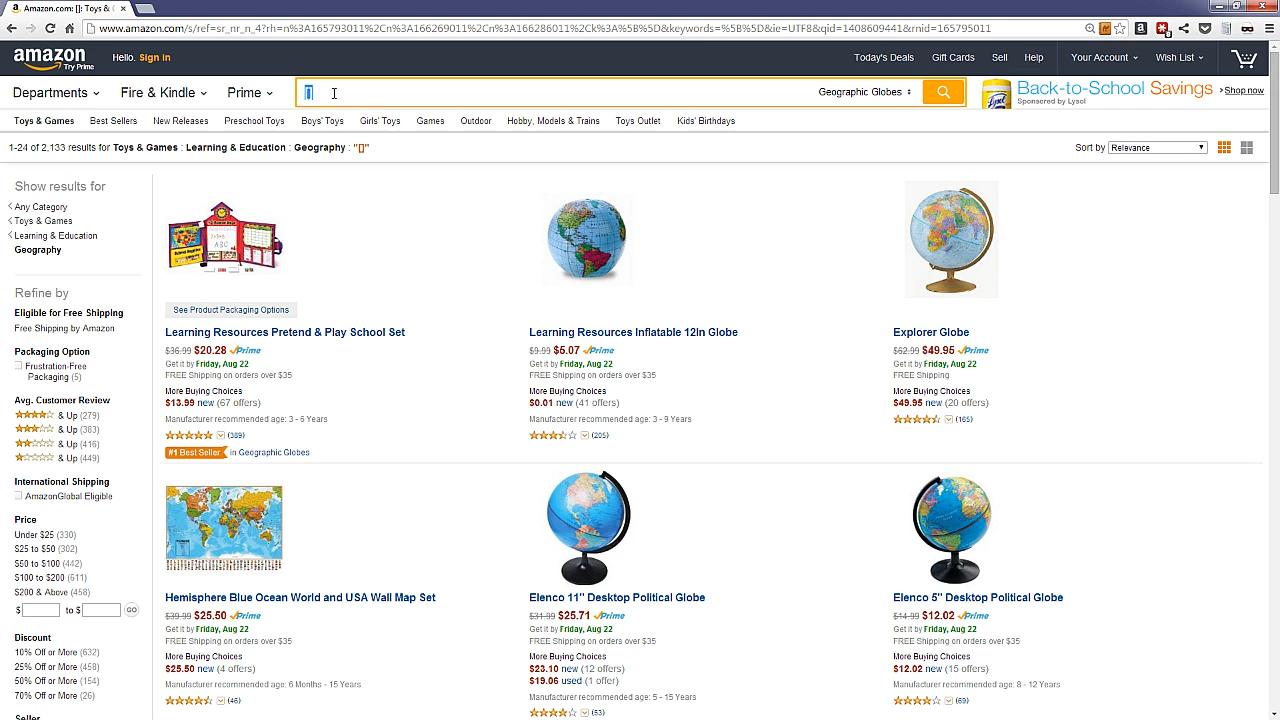 Amazon.com: []: Toys & G
www.amazon.com/s/ref=sr_nr_n_4?rh=n%3A165793011%2Cn%3A166269011%2Cn%3A166286011%2Ck%3A%5B%5D&keywords=%5B%5D&ie=UTF8&qid=1408609441&rnid=165795011
amazon
Try Prime
Hello. Sign in
Today's Deals Gift Cards Sell Help Your Account Wish List
Departments Fire & Kindle Prime [] Geographic Globes Back-to-School Savings Shop now
Sponsored by Lysol
Toys & Games Best Sellers New Releases Preschool Toys Boys' Toys Girls' Toys Games Outdoor Hobby, Models & Trains Toys Outlet Kids' Birthdays
1-24 of 2,133 results for Toys & Games : Learning & Education : Geography : "[]" Sort by Relevance
Show results for
Any Category
Toys & Games
Learning & Education
Geography
Refine by
Eligible for Free Shipping
Free Shipping by Amazon
Packaging Option
Frustration-Free
Packaging (5)
Avg. Customer Review
& Up (279)
& Up (383)
& Up (416)
& Up (449)
International Shipping
AmazonGlobal Eligible
Price
Under $25 (330)
$25 to $50 (302)
$50 to $100 (442)
$100 to $200 (611)
$200 & Above (458)
$ to $ GO
Discount
10% Off or More (632)
25% Off or More (458)
50% Off or More (154)
70% Off or More (26)
Seller
See Product Packaging Options
Learning Resources Pretend & Play School Set
$36.99 $20.28 Prime
Get it by Friday, Aug 22
FREE Shipping on orders over $35
More Buying Choices
$13.99 new (67 offers)
Manufacturer recommended age: 3 - 6 Years
(389)
#1 Best Seller in Geographic Globes
Learning Resources Inflatable 12In Globe
$9.99 $5.07 Prime
Get it by Friday, Aug 22
FREE Shipping on orders over $35
More Buying Choices
$0.01 new (41 offers)
Manufacturer recommended age: 3 - 9 Years
(205)
Explorer Globe
$62.99 $49.95 Prime
Get it by Friday, Aug 22
FREE Shipping
More Buying Choices
$49.95 new (20 offers)
(165)
Hemisphere Blue Ocean World and USA Wall Map Set
$39.99 $25.50 Prime
Get it by Friday, Aug 22
FREE Shipping on orders over $35
More Buying Choices
$25.50 new (4 offers)
Manufacturer recommended age: 6 Months - 15 Years
(46)
Elenco 11" Desktop Political Globe
$31.99 $25.71 Prime
Get it by Friday, Aug 22
FREE Shipping on orders over $35
More Buying Choices
$23.10 new (12 offers)
$19.06 used (1 offer)
Manufacturer recommended age: 5 - 15 Years
(53)
Elenco 5" Desktop Political Globe
$14.99 $12.02 Prime
Get it by Friday, Aug 22
FREE Shipping on orders over $35
More Buying Choices
$12.02 new (15 offers)
Manufacturer recommended age: 8 - 12 Years
(69)